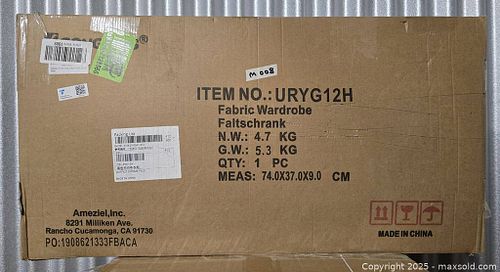 M 008
ITEM NO.:URYG12H
Fabric Wardrobe
Faltschrank
N.W.: 4.7 KG
G.W.: 5.3 KG
QTY: 1 PC
MEAS: 74.0X37.0X9.0 CM
Ameziel,Inc.
8291 Milliken Ave.
Rancho Cucamonga, CA 91730
PO:1908621333FBACA
MADE IN CHINA
© Copyright 2025 - maxsold.com